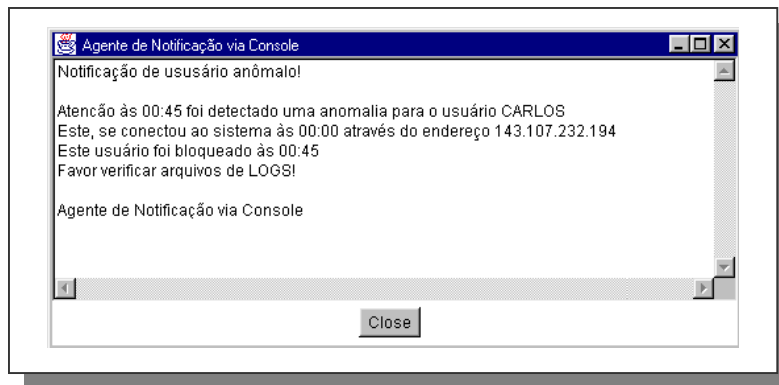 Agente de Notificação via Console
Notificação de ususário anômalo!
Atencão às 00:45 foi detectado uma anomalia para o usuário CARLOS
Este, se conectou ao sistema às 00:00 através do endereço 143.107.232.194
Este usuário foi bloqueado às 00:45
Favor verificar arquivos de LOGS!
Agente de Notificação via Console
Close